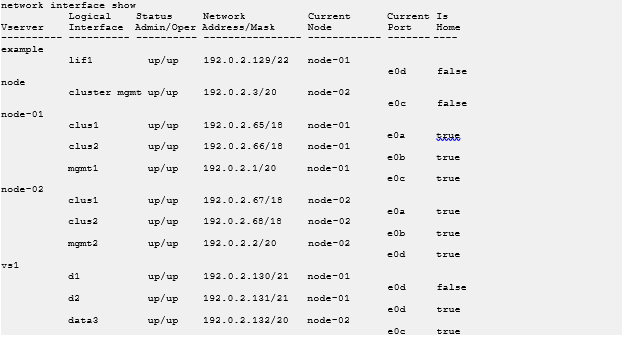 network interface show
Logical Status Network Current Current Is
Vserver Interface Admin/Oper Address/Mask Node Port Home
----------- ---------- ---------- ---------------- ------------- ------- ----
example
lif1 up/up 192.0.2.129/22 node-01
e0d false
node
cluster mgmt up/up 192.0.2.3/20 node-02
e0c false
node-01
clus1 up/up 192.0.2.65/18 node-01
e0a true
clus2 up/up 192.0.2.66/18 node-01
e0b true
mgmt1 up/up 192.0.2.1/20 node-01
e0c true
node-02
clus1 up/up 192.0.2.67/18 node-02
e0a true
clus2 up/up 192.0.2.68/18 node-02
e0b true
mgmt2 up/up 192.0.2.2/20 node-02
e0d true
vs1
d1 up/up 192.0.2.130/21 node-01
e0d false
d2 up/up 192.0.2.131/21 node-01
e0d true
data3 up/up 192.0.2.132/20 node-02
e0c true